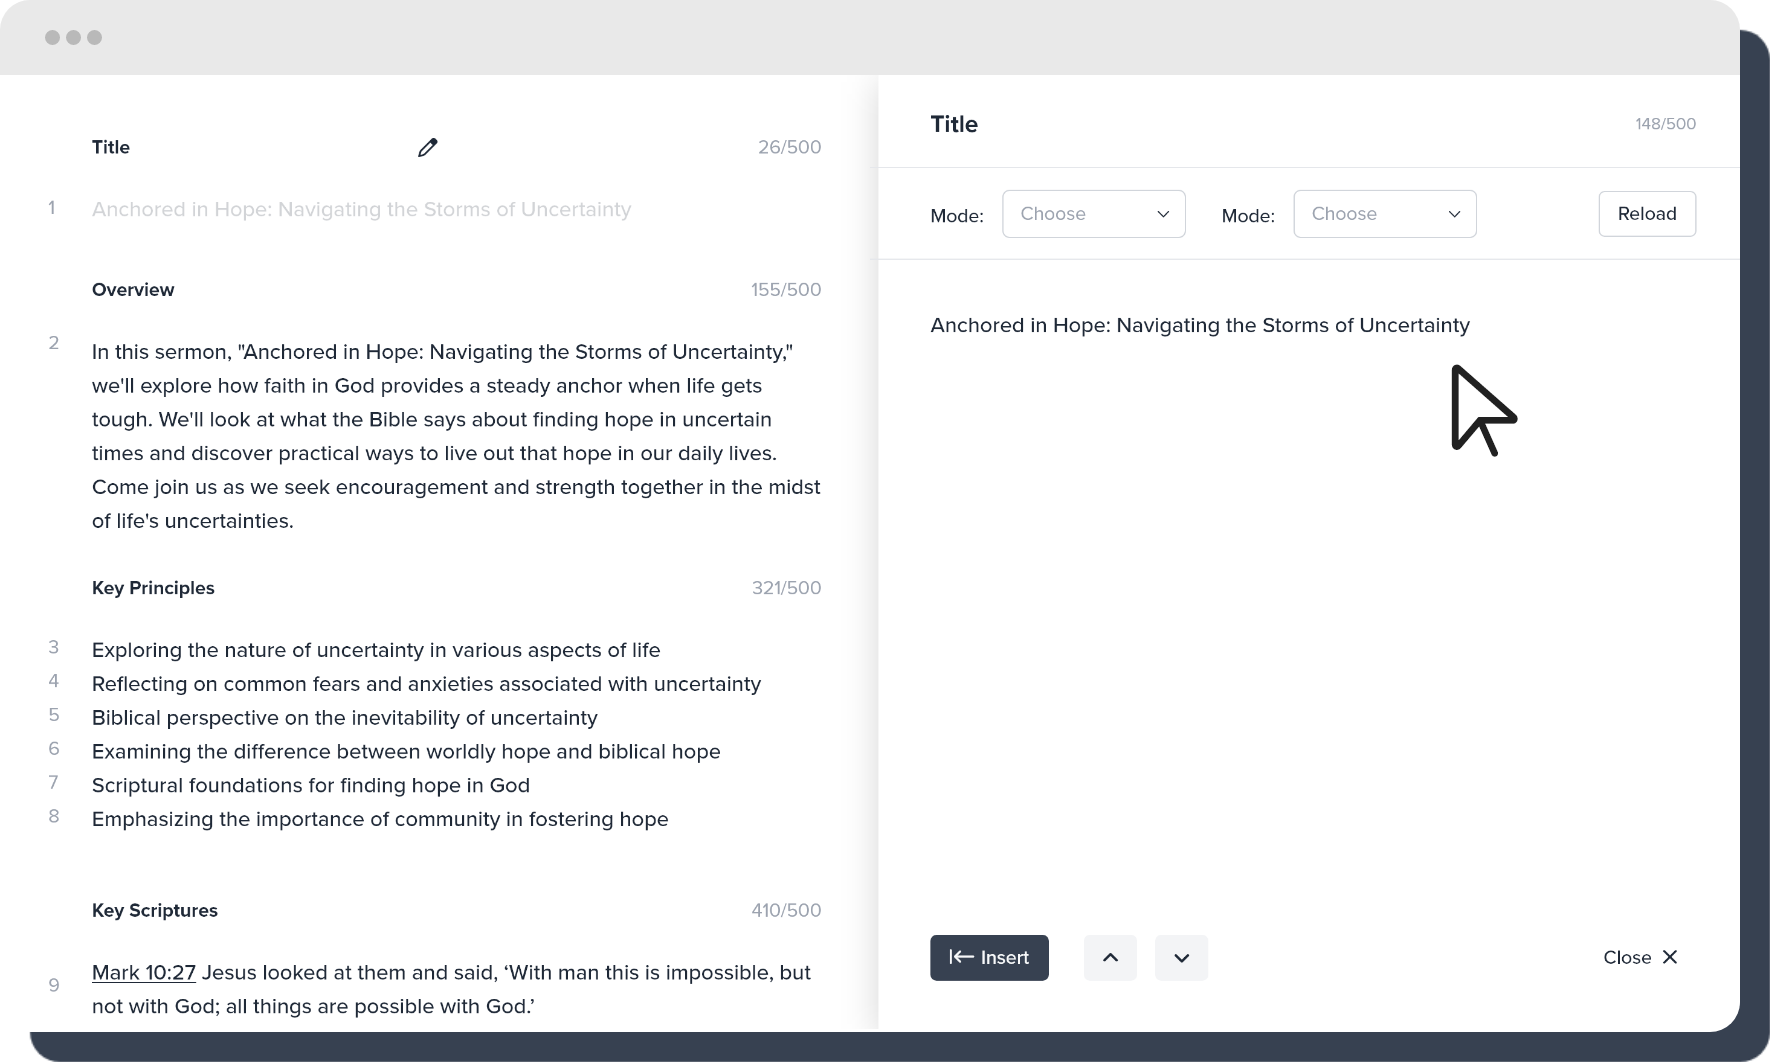 Title
26/500
1
Anchored in Hope: Navigating the Storms of Uncertainty
Overview
155/500
2
In this sermon, "Anchored in Hope: Navigating the Storms of Uncertainty,"
we'll explore how faith in God provides a steady anchor when life gets
tough. We'll look at what the Bible says about finding hope in uncertain
times and discover practical ways to live out that hope in our daily lives.
Come join us as we seek encouragement and strength together in the midst
of life's uncertainties.
Key Principles
321/500
3 Exploring the nature of uncertainty in various aspects of life
4 Reflecting on common fears and anxieties associated with uncertainty
5 Biblical perspective on the inevitability of uncertainty
6 Examining the difference between worldly hope and biblical hope
7 Scriptural foundations for finding hope in God
8 Emphasizing the importance of community in fostering hope
Key Scriptures
410/500
9
Mark 10:27 Jesus looked at them and said, ‘With man this is impossible, but
not with God; all things are possible with God.’
Title
148/500
Mode: Choose
Mode: Choose
Reload
Anchored in Hope: Navigating the Storms of Uncertainty
Insert
Close